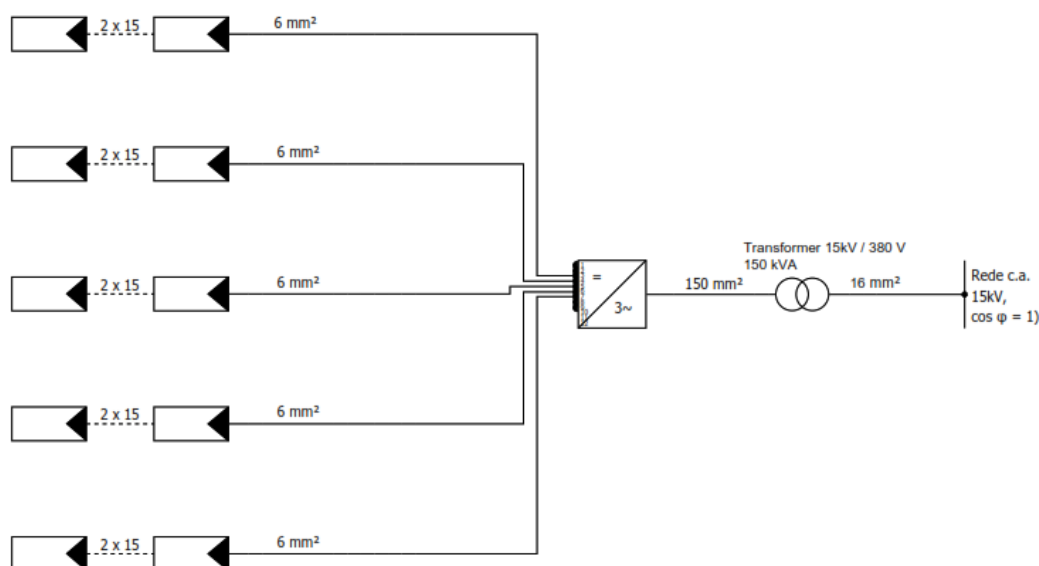 2 x 15
6 mm²
2 x 15
6 mm²
Transformer 15kV / 380 V
150 kVA
2 x 15
6 mm²
=
3~
150 mm²
16 mm²
Rede c.a.
15kV,
cos φ = 1)
2 x 15
6 mm²
2 x 15
6 mm²